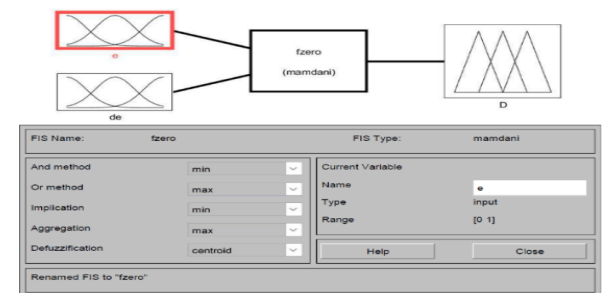 e
fzero
(mamdani)
de
D
FIS Name: fzero FIS Type: mamdani
And method min
Or method max
Implication min
Aggregation max
Defuzzification centroid
Current Variable
Name e
Type input
Range [0 1]
Help Close
Renamed FIS to "fzero"